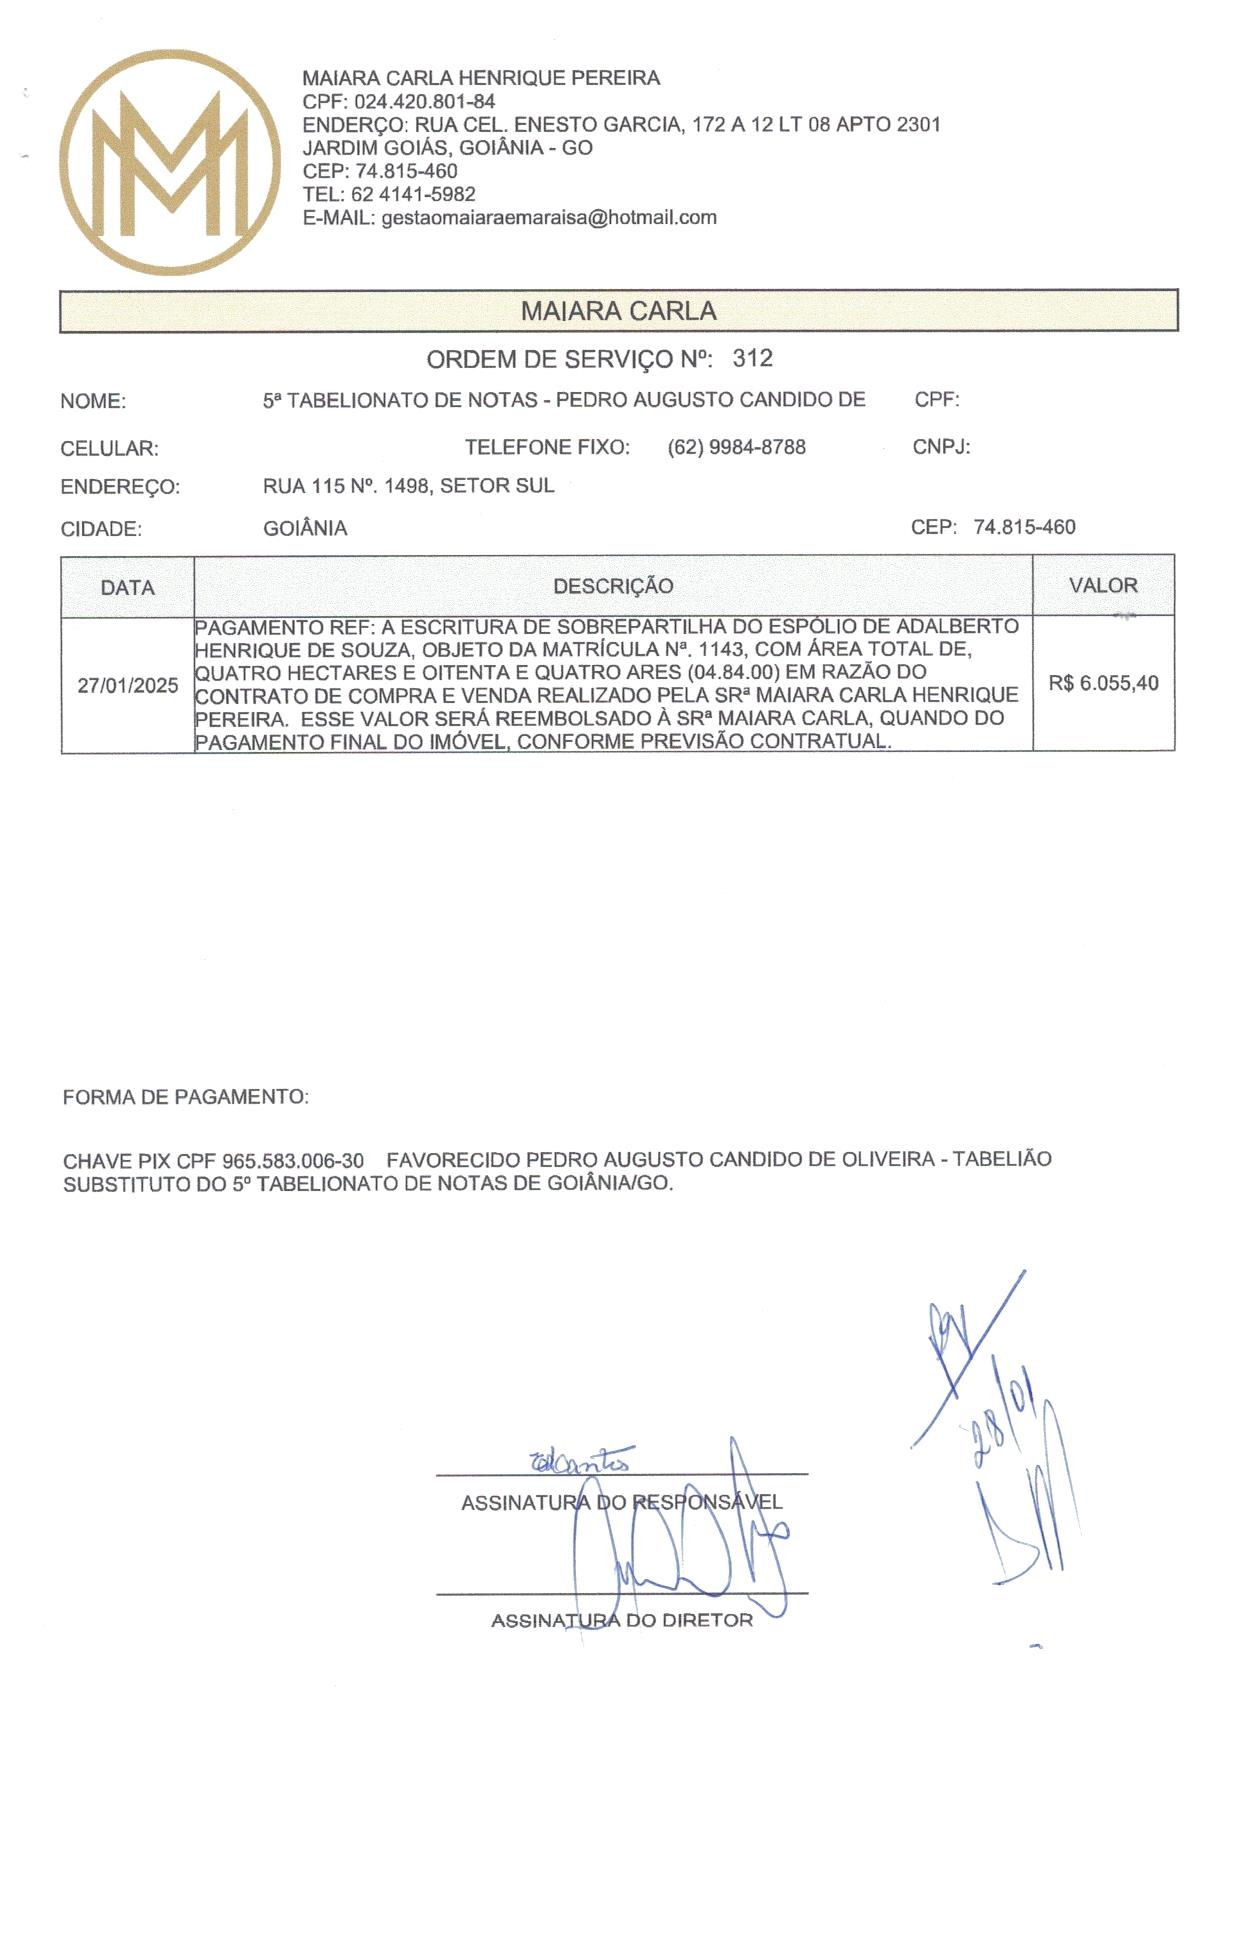 MAIARA CARLA HENRIQUE PEREIRA
CPF: 024.420.801-84
ENDERÇO: RUA CEL. ENESTO GARCIA, 172 A 12 LT 08 APTO 2301
JARDIM GOIÁS, GOIÂNIA - GO
CEP: 74.815-460
TEL: 62 4141-5982
E-MAIL: gestaomaiaraemaraisa@hotmail.com
MAIARA CARLA
ORDEM DE SERVIÇO Nº: 312
NOME: 5ª TABELIONATO DE NOTAS - PEDRO AUGUSTO CANDIDO DE CPF:
CELULAR: TELEFONE FIXO: (62) 9984-8788 CNPJ:
ENDEREÇO: RUA 115 Nº. 1498, SETOR SUL
CIDADE: GOIÂNIA CEP: 74.815-460
DATA DESCRIÇÃO VALOR
PAGAMENTO REF: A ESCRITURA DE SOBREPARTILHA DO ESPÓLIO DE ADALBERTO
HENRIQUE DE SOUZA, OBJETO DA MATRÍCULA Nª. 1143, COM ÁREA TOTAL DE,
QUATRO HECTARES E OITENTA E QUATRO ARES (04.84.00) EM RAZÃO DO
27/01/2025 CONTRATO DE COMPRA E VENDA REALIZADO PELA SRª MAIARA CARLA HENRIQUE R$ 6.055,40
PEREIRA. ESSE VALOR SERÁ REEMBOLSADO À SRª MAIARA CARLA, QUANDO DO
PAGAMENTO FINAL DO IMÓVEL, CONFORME PREVISÃO CONTRATUAL.
FORMA DE PAGAMENTO:
CHAVE PIX CPF 965.583.006-30 FAVORECIDO PEDRO AUGUSTO CANDIDO DE OLIVEIRA - TABELIÃO
SUBSTITUTO DO 5º TABELIONATO DE NOTAS DE GOIÂNIA/GO.
28/01
ASSINATURA DO RESPONSÁVEL
ASSINATURA DO DIRETOR